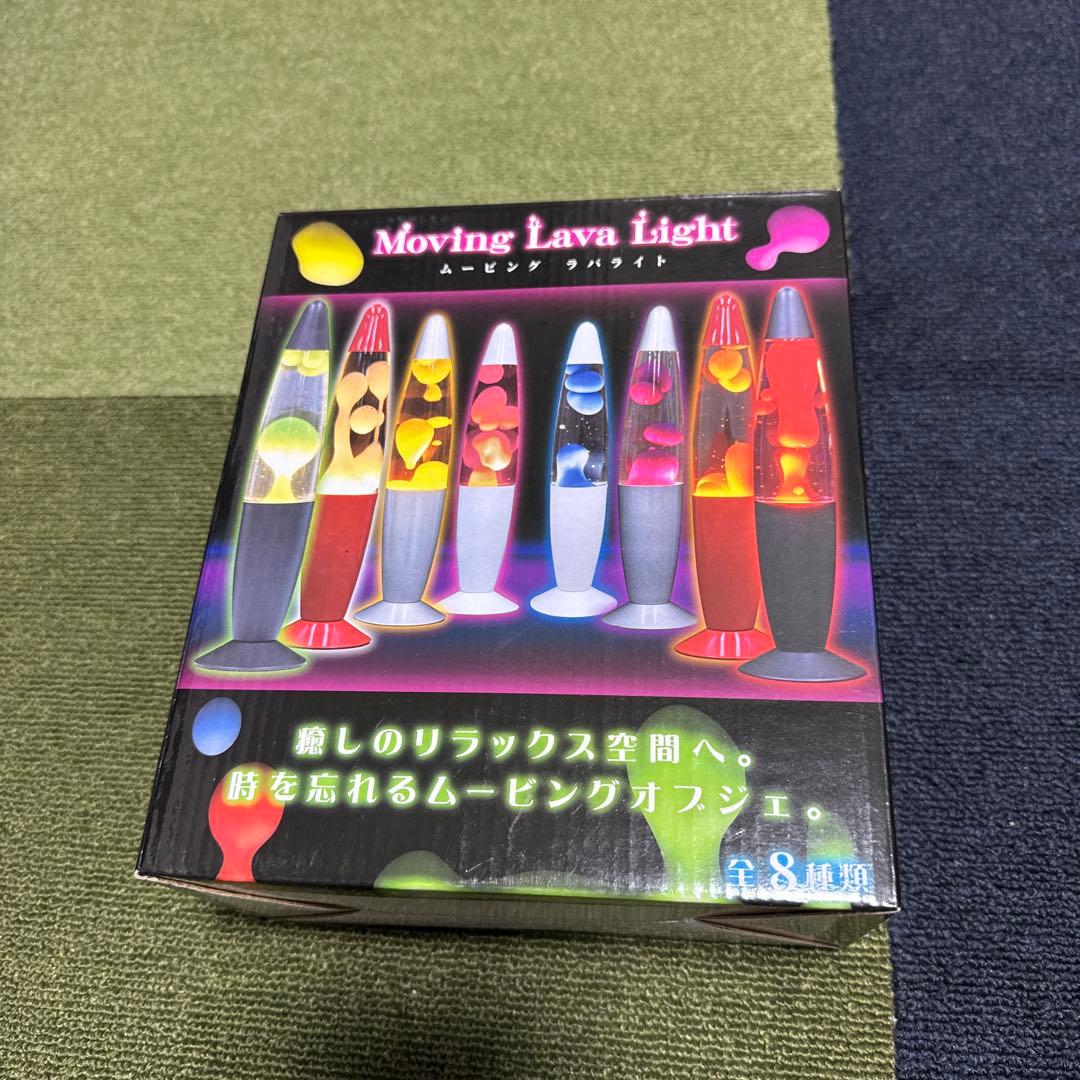 Moving Lava Light
ムービング ラバライト
癒しのリラックス空間へ。
時を忘れるムービングオブジェ。
全8種類